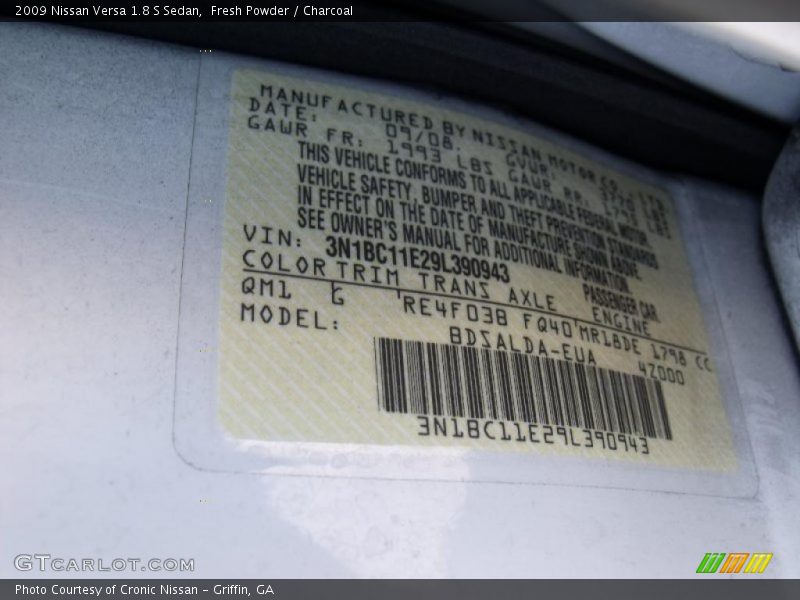 2009 Nissan Versa 1.8 S Sedan,  Fresh Powder / Charcoal
MANUFACTURED BY NISSAN MOTOR CO., LTD.
DATE: 09/08. GVWR:
GAWR FR: 1993 LBS GAWR RR:
THIS VEHICLE CONFORMS TO ALL APPLICABLE FEDERAL MOTOR
VEHICLE SAFETY, BUMPER AND THEFT PREVENTION STANDARDS
IN EFFECT ON THE DATE OF MANUFACTURE SHOWN ABOVE.
SEE OWNER'S MANUAL FOR ADDITIONAL INFORMATION.
VIN: 3N1BC11E29L390943 PASSENGER CAR
COLOR TRIM TRANS AXLE ENGINE
QM1 G RE4F03B FQ40 MR18DE 1798 CC
MODEL: BDSALDA-EUA 4Z000
3N1BC11E29L390943
GTCARLOT.COM
Photo Courtesy of Cronic Nissan – Griffin, GA